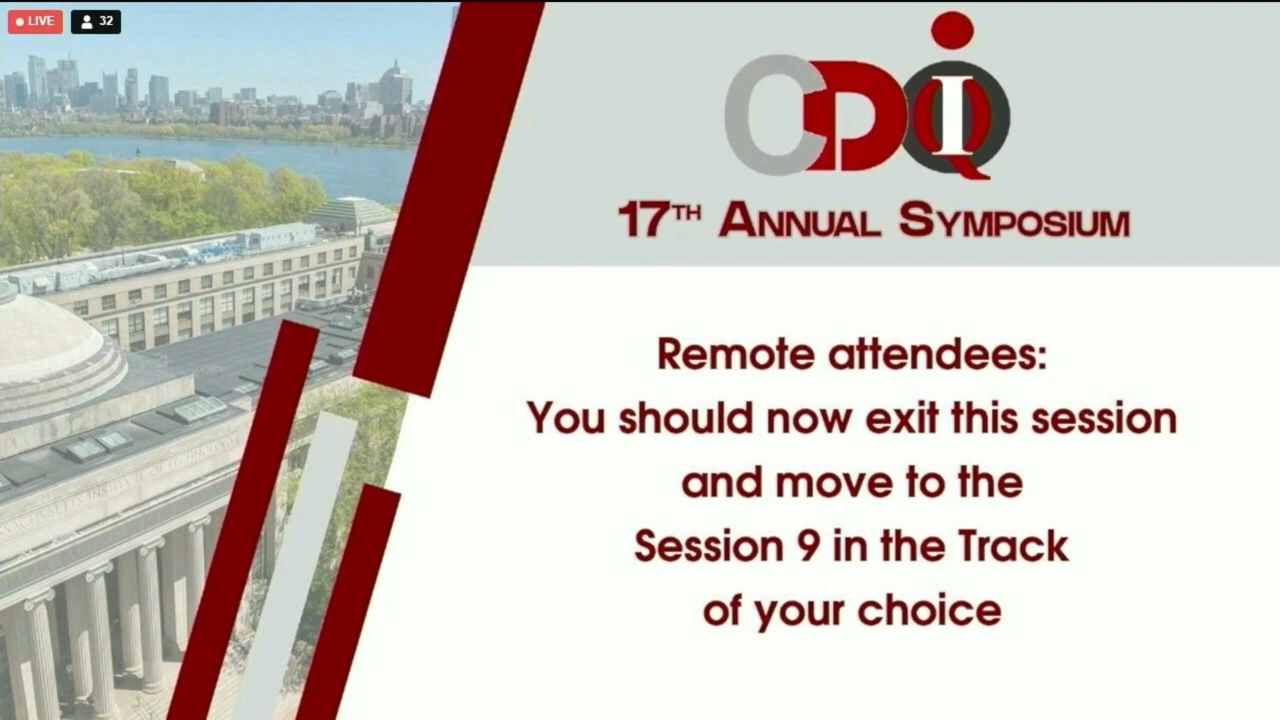 LIVE
32
CDIQ
17TH ANNUAL SYMPOSIUM
Remote attendees:
You should now exit this session
and move to the
Session 9 in the Track
of your choice